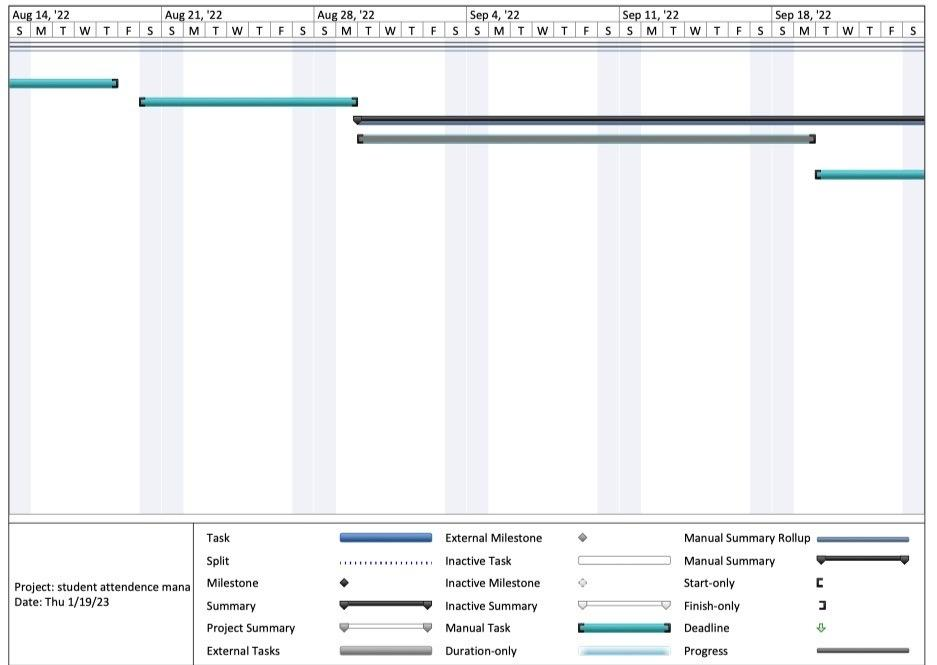 Aug 14, '22 Aug 21, '22 Aug 28, '22 Sep 4, '22 Sep 11, '22 Sep 18, '22
S M T W T F S S M T W T F S S M T W T F S S M T W T F S S M T W T F S S M T W T F S
Project: student attendence mana
Date: Thu 1/19/23
Task External Milestone Manual Summary Rollup
Split Inactive Task Manual Summary
Milestone Inactive Milestone Start-only
Summary Inactive Summary Finish-only
Project Summary Manual Task Deadline
External Tasks Duration-only Progress